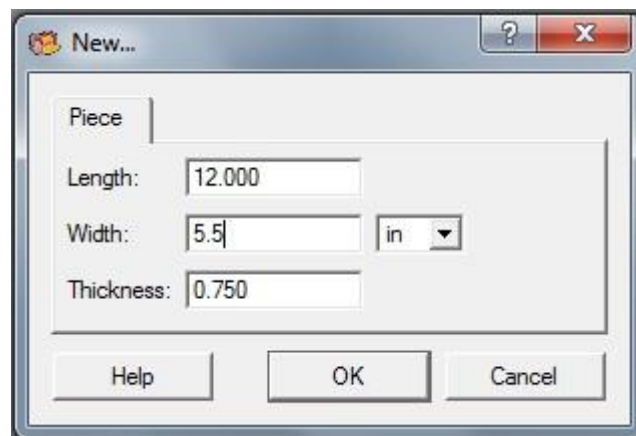 New...
Piece
Length: 12.000
Width: 5.5 in
Thickness: 0.750
Help OK Cancel